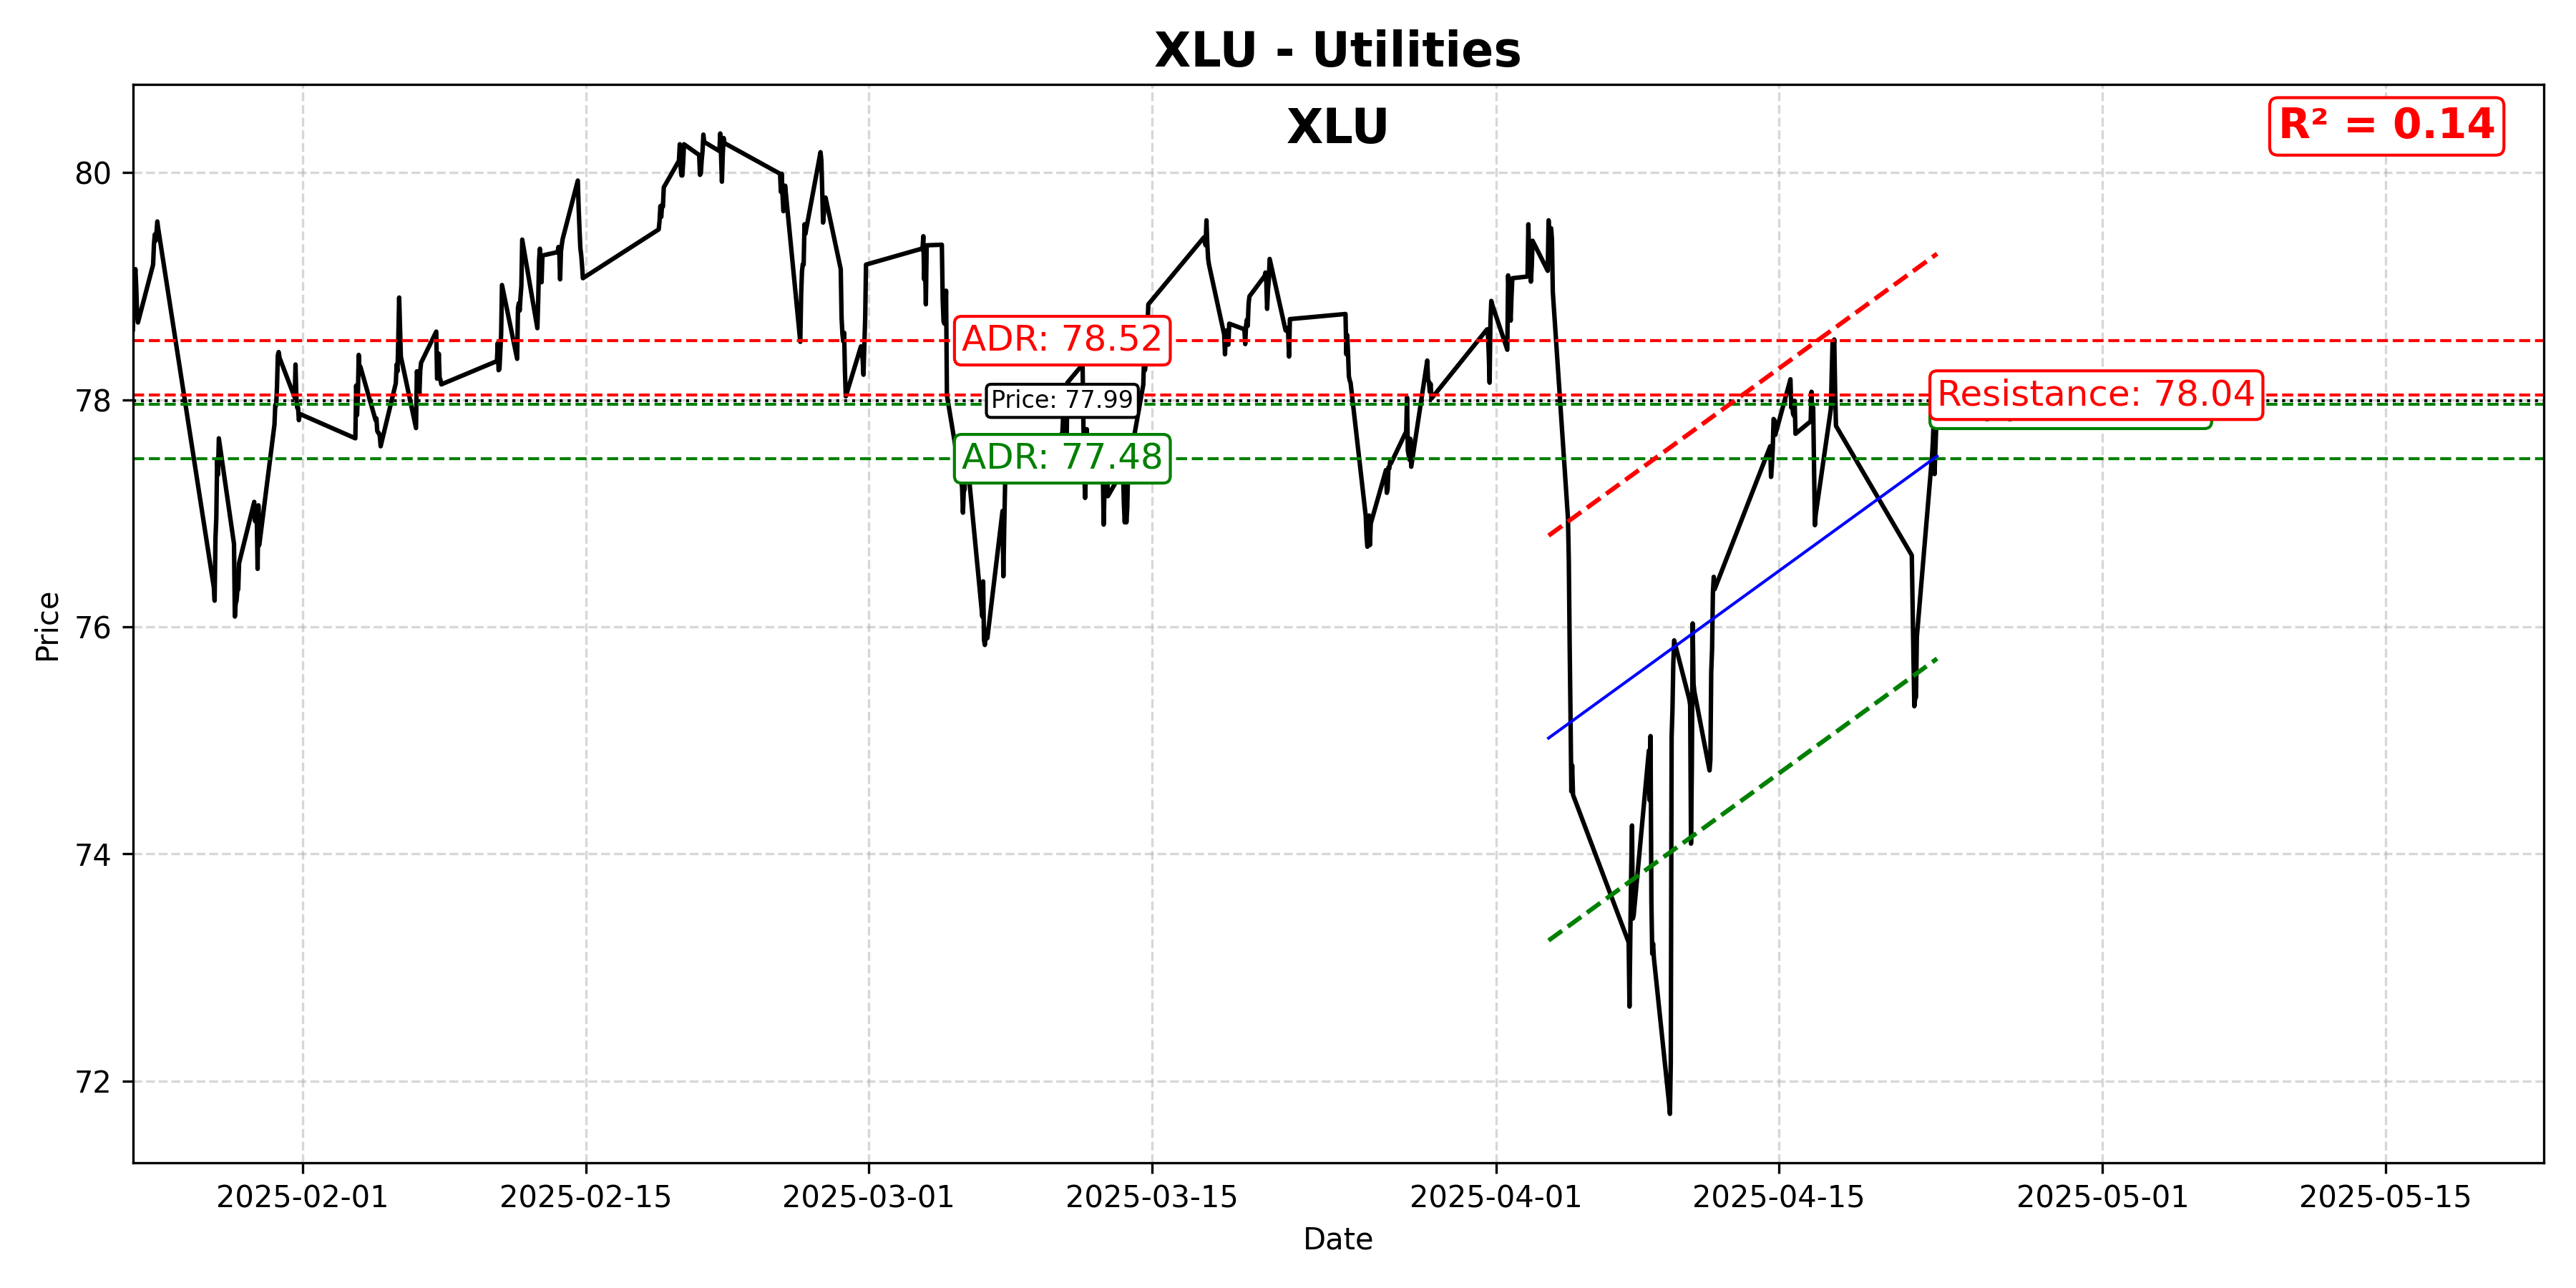 XLU - Utilities
XLU
R² = 0.14
80
78
76
74
72
Price
ADR: 78.52
Price: 77.99
ADR: 77.48
Resistance: 78.04
2025-02-01
2025-02-15
2025-03-01
2025-03-15
2025-04-01
2025-04-15
2025-05-01
2025-05-15
Date